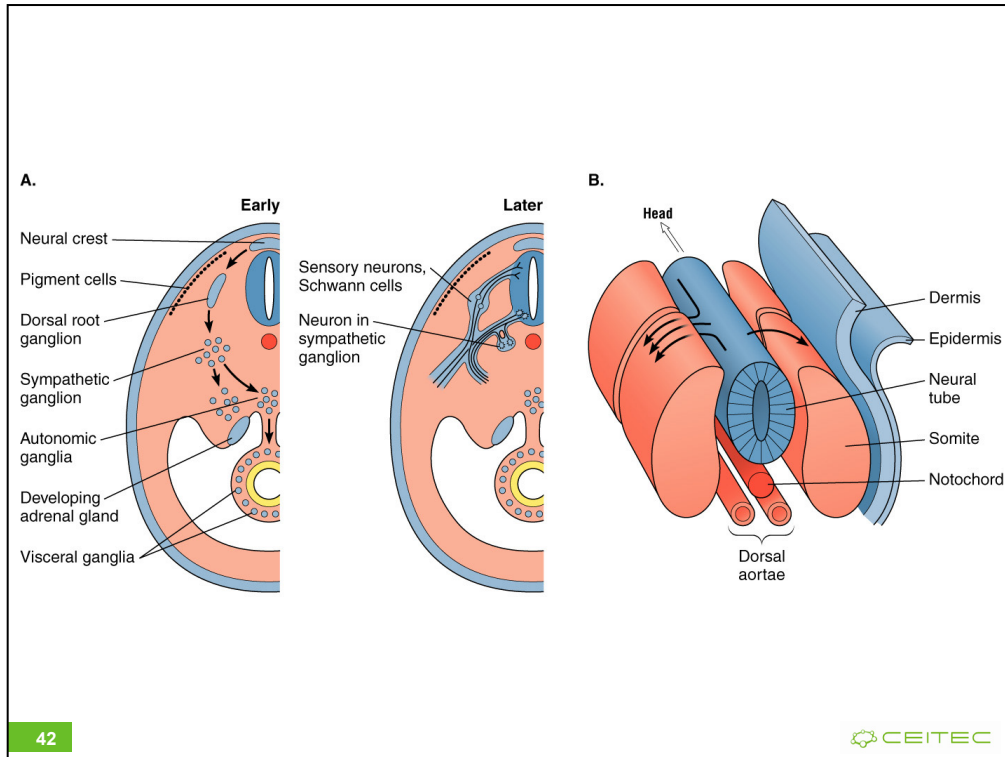 A.
Early
Neural crest
Pigment cells
Dorsal root
ganglion
Sympathetic
ganglion
Autonomic
ganglia
Developing
adrenal gland
Visceral ganglia
Later
Sensory neurons,
Schwann cells
Neuron in
sympathetic
ganglion
B.
Head
Dermis
Epidermis
Neural
tube
Somite
Notochord
Dorsal
aortae
42
CEITEC